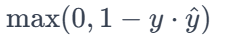 max(0, 1 − y · ŷ)